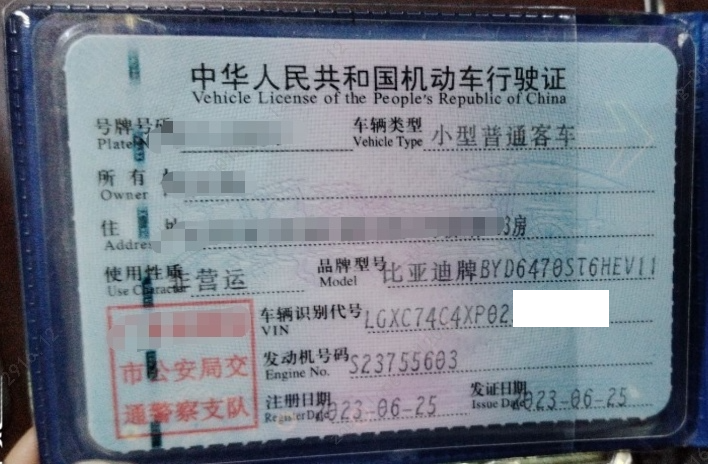 中华人民共和国机动车行驶证
Vehicle License of the People's Republic of China
号牌号码
Plate N
车辆类型 小型普通客车
Vehicle Type
所有
Owner
住 3房
Addre
使用性质 营运
Use Character
品牌型号 比亚迪牌BYD6470ST6HEV11
Model
车辆识别代号 LGXC74C4XP02
VIN
市公安局交
通警察支队
发动机号码 S23755603
Engine No.
注册日期 2023-06-25
Register Date
发证日期 2023-06-25
Issue Date